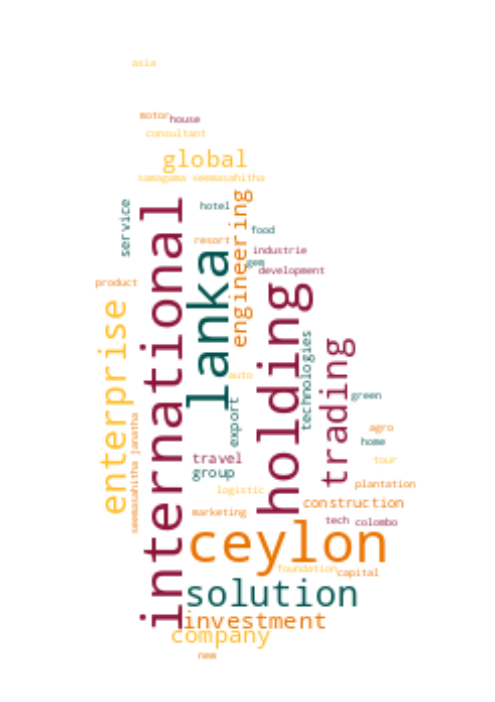 asia
motor
house
consultant
global
samagama seemasahitha
service
international
hotel
engineering
food
resort
lanka
industrie
gem
development
product
holding
enterprise
technologies
trading
auto
green
export
seemasahitha janatha
agro
home
travel
tour
group
plantation
logistic
construction
marketing
tech
colombo
ceylon
foundation
capital
solution
investment
company
new